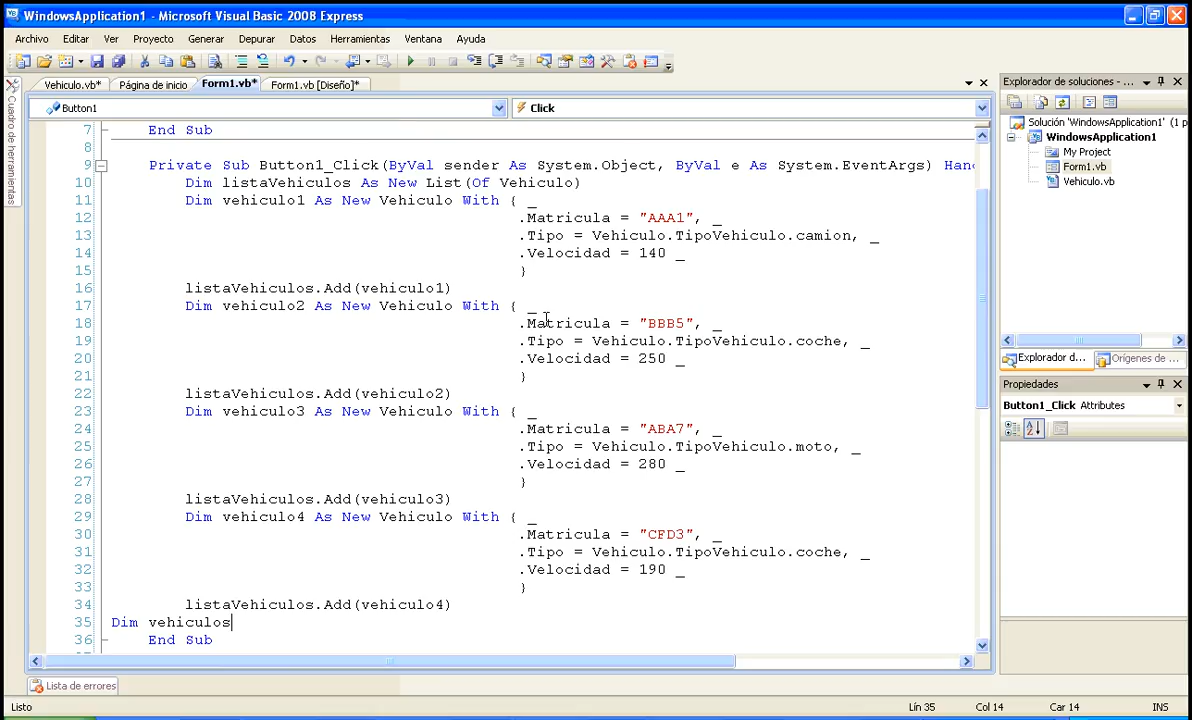 WindowsApplication1 - Microsoft Visual Basic 2008 Express
Archivo Editar Ver Proyecto Generar Depurar Datos Herramientas Ventana Ayuda
Vehiculo.vb* Página de inicio Form1.vb* Form1.vb [Diseño]*
Button1 Click
7 End Sub
8
9 Private Sub Button1_Click(ByVal sender As System.Object, ByVal e As System.EventArgs) Han
10 Dim listaVehiculos As New List(Of Vehiculo)
11 Dim vehiculo1 As New Vehiculo With { _
12 .Matricula = "AAA1", _
13 .Tipo = Vehiculo.TipoVehiculo.camion, _
14 .Velocidad = 140 _
15 }
16 listaVehiculos.Add(vehiculo1)
17 Dim vehiculo2 As New Vehiculo With { _
18 .Matricula = "BBB5", _
19 .Tipo = Vehiculo.TipoVehiculo.coche, _
20 .Velocidad = 250 _
21 }
22 listaVehiculos.Add(vehiculo2)
23 Dim vehiculo3 As New Vehiculo With { _
24 .Matricula = "ABA7", _
25 .Tipo = Vehiculo.TipoVehiculo.moto, _
26 .Velocidad = 280 _
27 }
28 listaVehiculos.Add(vehiculo3)
29 Dim vehiculo4 As New Vehiculo With { _
30 .Matricula = "CFD3", _
31 .Tipo = Vehiculo.TipoVehiculo.coche, _
32 .Velocidad = 190 _
33 }
34 listaVehiculos.Add(vehiculo4)
35 Dim vehiculos
36 End Sub
Cuadro de herramientas
Explorador de soluciones - ...
Solución 'WindowsApplication1' (1 p
WindowsApplication1
My Project
Form1.vb
Vehiculo.vb
Explorador d... Orígenes de ...
Propiedades
Button1_Click Attributes
Lista de errores
Listo Lín 35 Col 14 Car 14 INS